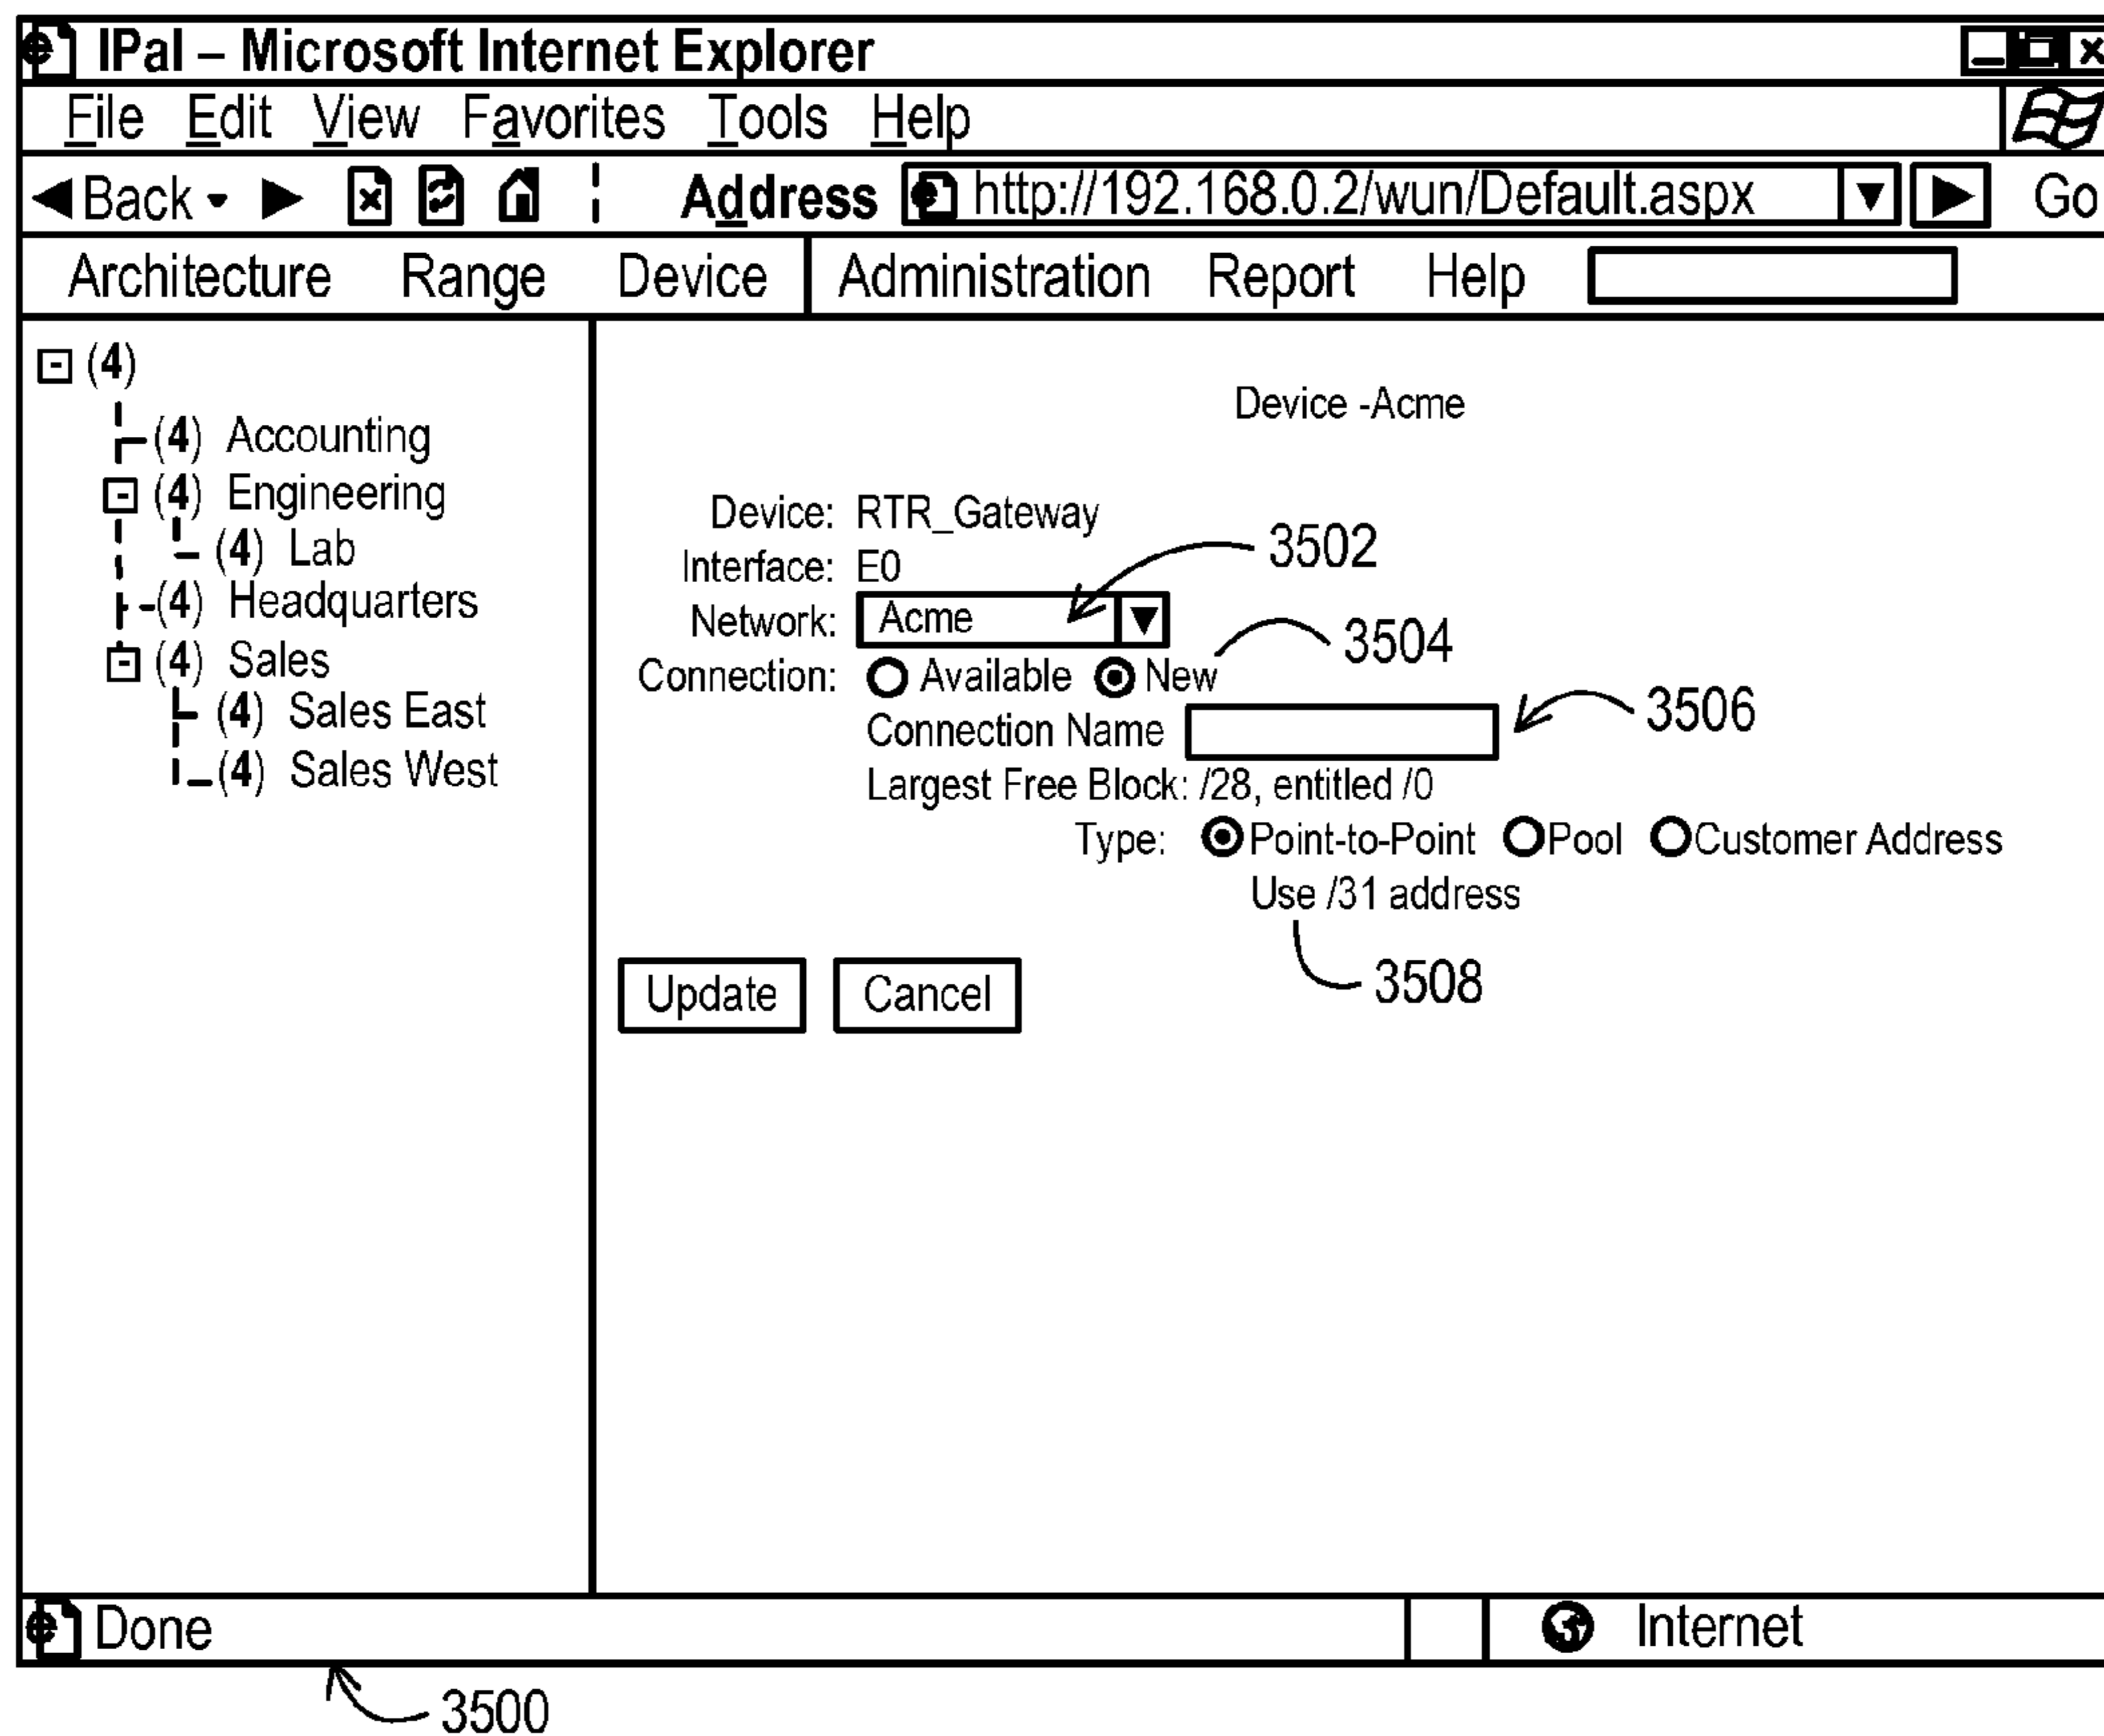 IPal – Microsoft Internet Explorer
File Edit View Favorites Tools Help
Back Address http://192.168.0.2/wun/Default.aspx Go
Architecture Range Device Administration Report Help
(4)
(4) Accounting
(4) Engineering
(4) Lab
(4) Headquarters
(4) Sales
(4) Sales East
(4) Sales West
Device -Acme
Device: RTR_Gateway
Interface: E0
3502
Network: Acme
3504
Connection: Available New
3506
Connection Name
Largest Free Block: /28, entitled /0
Type: Point-to-Point Pool Customer Address
Use /31 address
3508
Update Cancel
Done Internet
3500